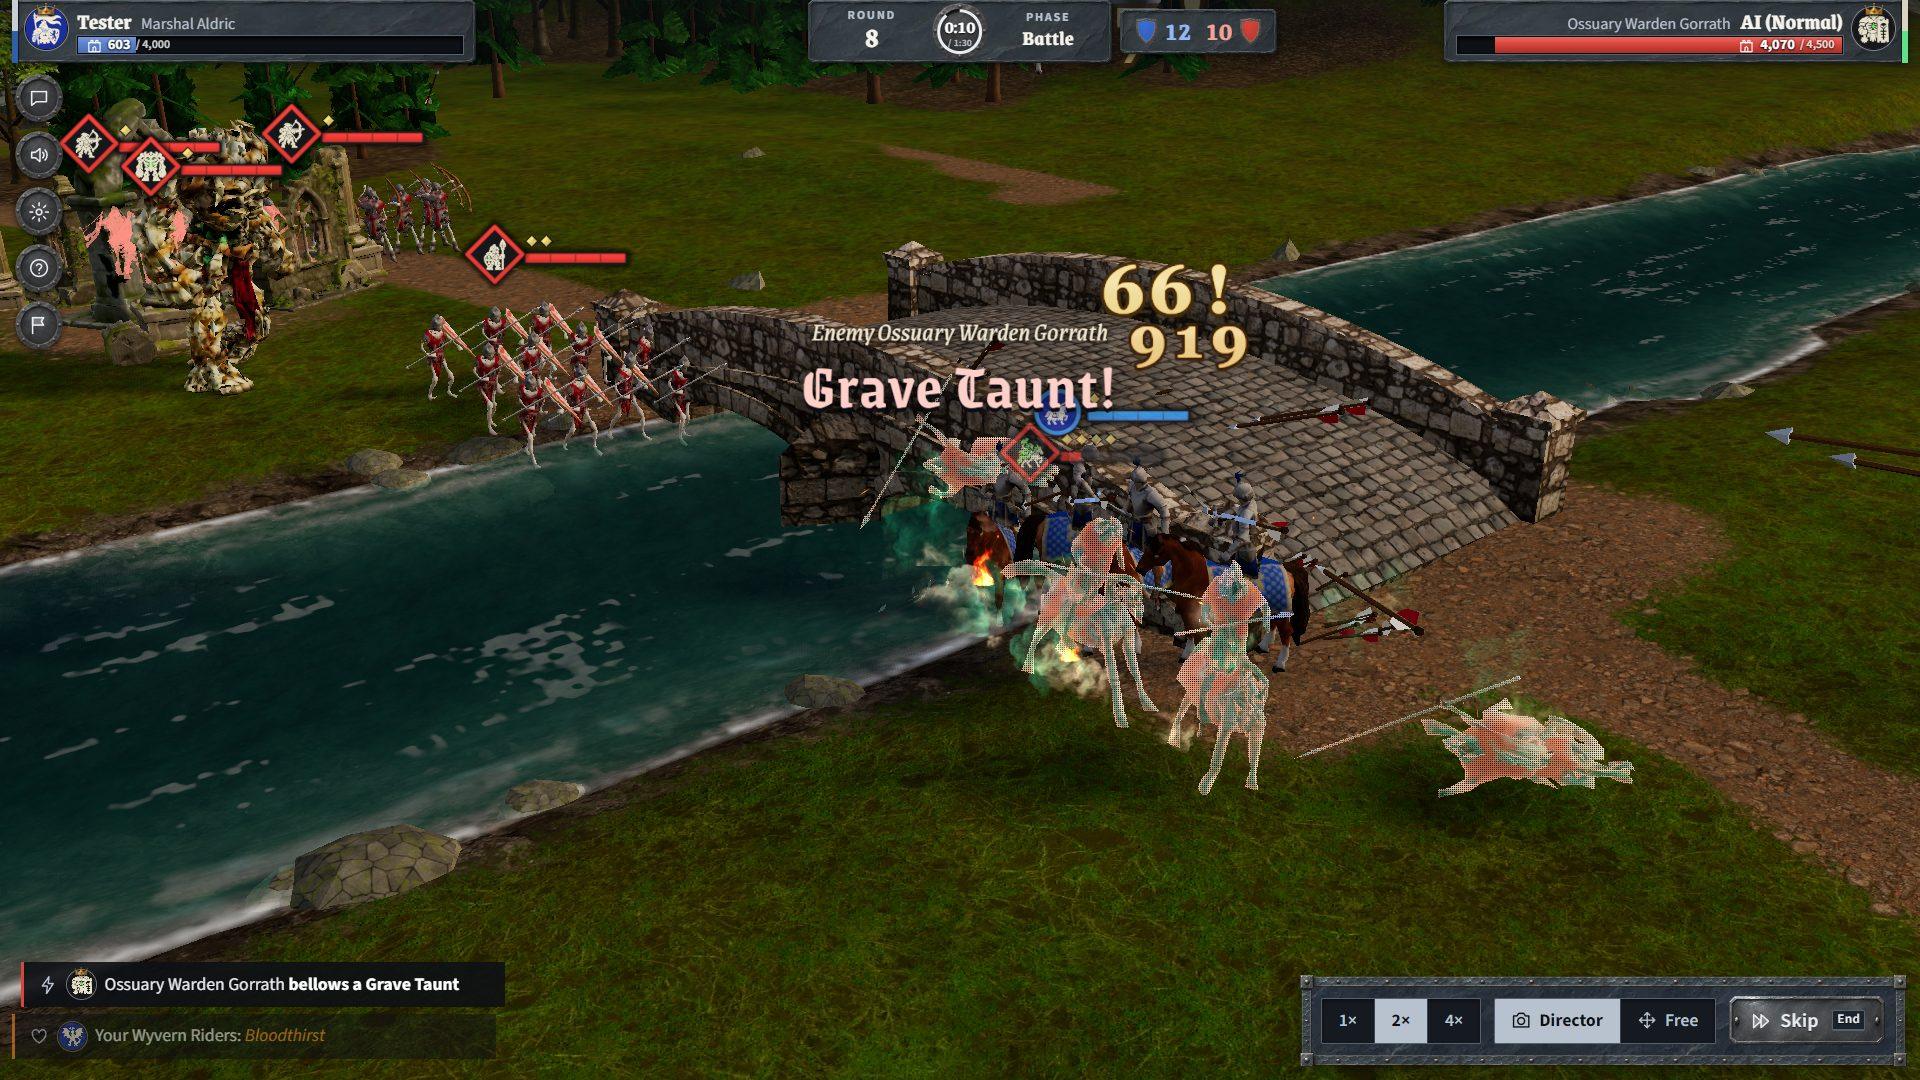 Tester Marshal Aldric
603 / 4,000
ROUND
8
0:10
/ 1:30
PHASE
Battle
12 10
Ossuary Warden Gorrath AI (Normal)
4,070 / 4,500
66!
919
Enemy Ossuary Warden Gorrath
Grave Taunt!
Ossuary Warden Gorrath bellows a Grave Taunt
Your Wyvern Riders: Bloodthirst
1× 2× 4× Director Free Skip End